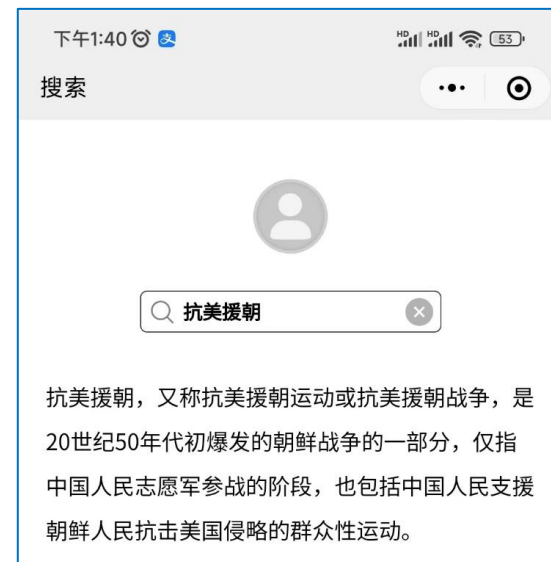 下午1:40
HD HD 53
搜索
抗美援朝
抗美援朝，又称抗美援朝运动或抗美援朝战争，是
20世纪50年代初爆发的朝鲜战争的一部分，仅指
中国人民志愿军参战的阶段，也包括中国人民支援
朝鲜人民抗击美国侵略的群众性运动。